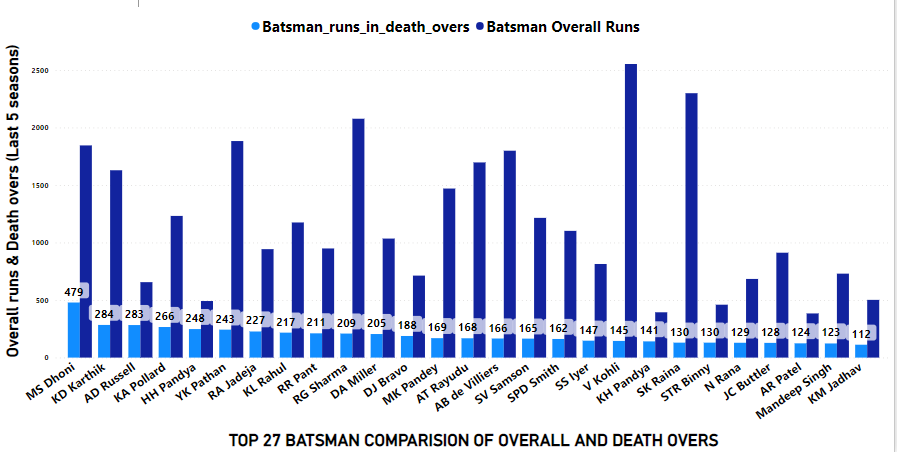 Batsman_runs_in_death_overs Batsman Overall Runs
Overall runs & Death overs (Last 5 seasons)
2500
2000
1500
1000
500
0
479 284 283 266 248 243 227 217 211 209 205 188 169 168 166 165 162 147 145 141 130 130 129 128 124 123 112
MS Dhoni
KD Karthik
AD Russell
KA Pollard
HH Pandya
YK Pathan
RA Jadeja
KL Rahul
RR Pant
RG Sharma
DA Miller
DJ Bravo
MK Pandey
AT Rayudu
AB de Villiers
SV Samson
SPD Smith
SS Iyer
V Kohli
KH Pandya
SK Raina
STR Binny
N Rana
JC Buttler
AR Patel
Mandeep Singh
KM Jadhav
TOP 27 BATSMAN COMPARISION OF OVERALL AND DEATH OVERS